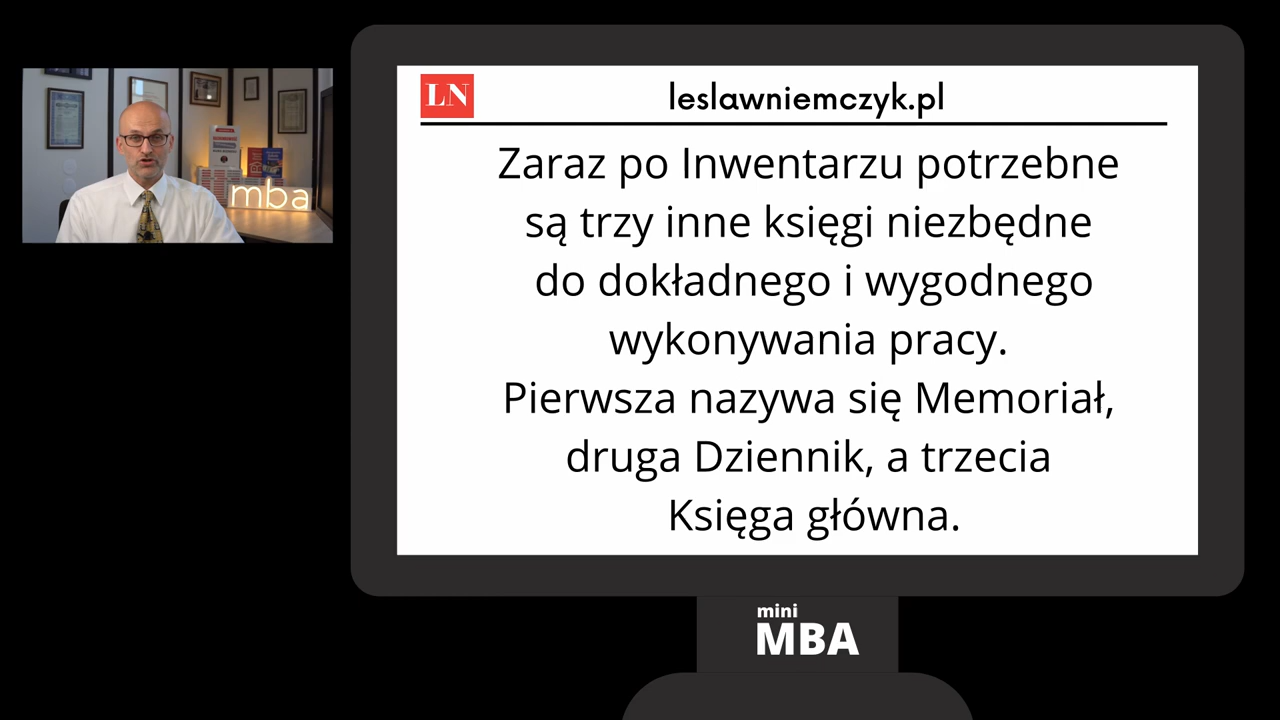 mba
LN
leslawniemczyk.pl
Zaraz po Inwentarzu potrzebne
są trzy inne księgi niezbędne
do dokładnego i wygodnego
wykonywania pracy.
Pierwsza nazywa się Memoriał,
druga Dziennik, a trzecia
Księga główna.
mini
MBA